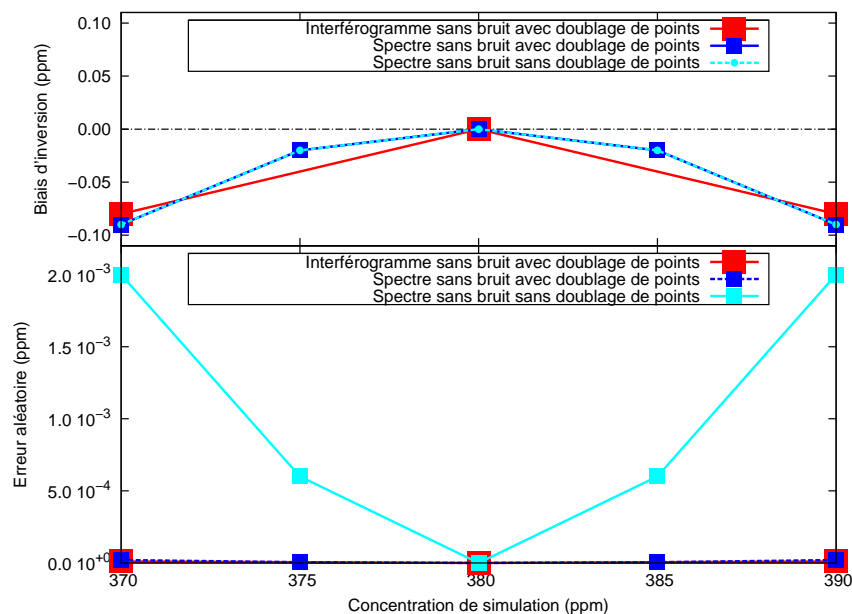 0.10
Interférogramme sans bruit avec doublage de points
Spectre sans bruit avec doublage de points
Spectre sans bruit sans doublage de points
0.05
0.00
−0.05
−0.10
Biais d'inversion (ppm)
Interférogramme sans bruit avec doublage de points
Spectre sans bruit avec doublage de points
Spectre sans bruit sans doublage de points
2.0 10⁻³
1.5 10⁻³
1.0 10⁻³
5.0 10⁻⁴
0.0 10⁺⁰
Erreur aléatoire (ppm)
370 375 380 385 390
Concentration de simulation (ppm)